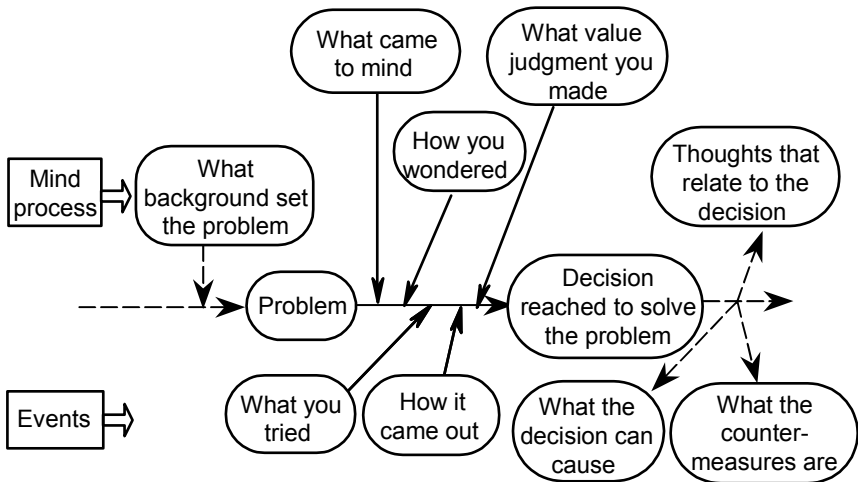 What came
to mind
What value
judgment you
made
How you
wondered
Thoughts that
relate to the
decision
Mind
process
What
background set
the problem
Problem
Decision
reached to solve
the problem
Events
What you
tried
How it
came out
What the
decision can
cause
What the
counter-
measures are